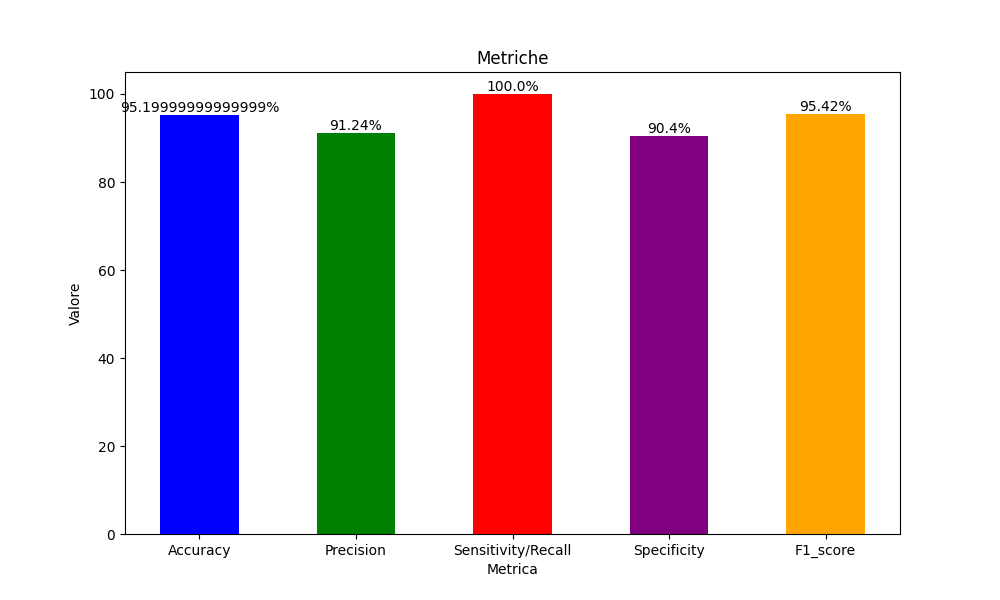 Metriche
95.19999999999999%
91.24%
100.0%
90.4%
95.42%
100
80
60
40
20
0
Valore
Accuracy
Precision
Sensitivity/Recall
Specificity
F1_score
Metrica